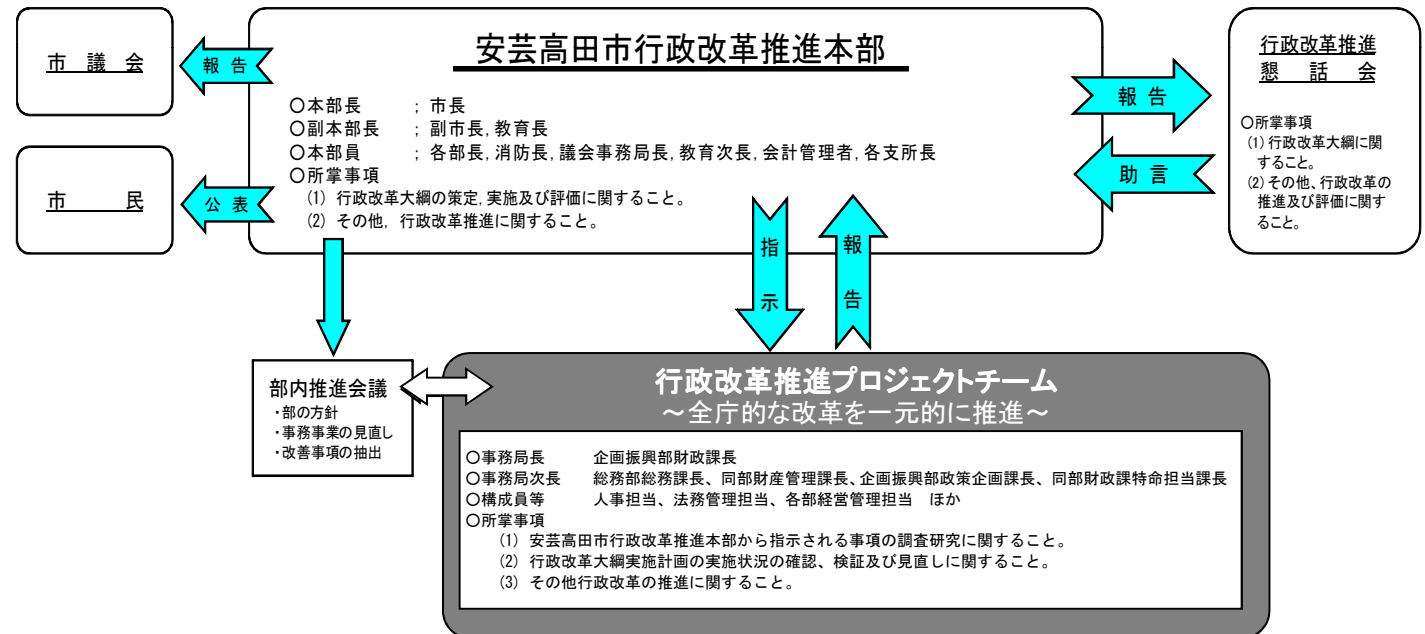 市 議 会
報 告
市 民
公 表
安芸高田市行政改革推進本部
○本部長 ; 市長
○副本部長 ; 副市長,教育長
○本部員 ; 各部長,消防長,議会事務局長,教育次長,会計管理者,各支所長
○所掌事項
(1) 行政改革大綱の策定,実施及び評価に関すること。
(2) その他, 行政改革推進に関すること。
報 告
助 言
行政改革推進
懇 話 会
○所掌事項
(1)行政改革大綱に関
すること。
(2)その他、行政改革の
推進及び評価に関す
ること。
指
示
報
告
部内推進会議
・部の方針
・事務事業の見直し
・改善事項の抽出
行政改革推進プロジェクトチーム
～全庁的な改革を一元的に推進～
○事務局長 企画振興部財政課長
○事務局次長 総務部総務課長、同部財産管理課長、企画振興部政策企画課長、同部財政課特命担当課長
○構成員等 人事担当、法務管理担当、各部経営管理担当 ほか
○所掌事項
(1) 安芸高田市行政改革推進本部から指示される事項の調査研究に関すること。
(2) 行政改革大綱実施計画の実施状況の確認、検証及び見直しに関すること。
(3) その他行政改革の推進に関すること。